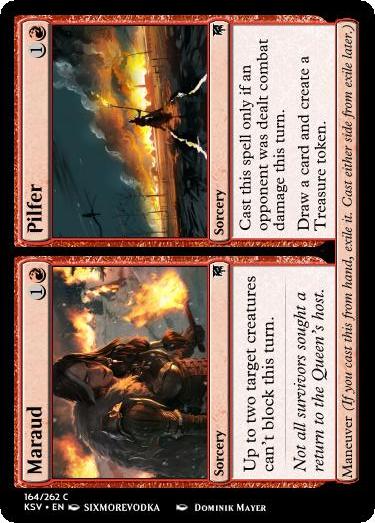 Maraud 1
Sorcery
Up to two target creatures
can't block this turn.
Not all survivors sought a
return to the Queen's host.
Pilfer 1
Sorcery
Cast this spell only if an
opponent was dealt combat
damage this turn.
Draw a card and create a
Treasure token.
Maneuver (If you cast this from hand, exile it. Cast either side from exile later.)
164/262 C
KSV • EN SIXMOREVODKA DOMINIK MAYER